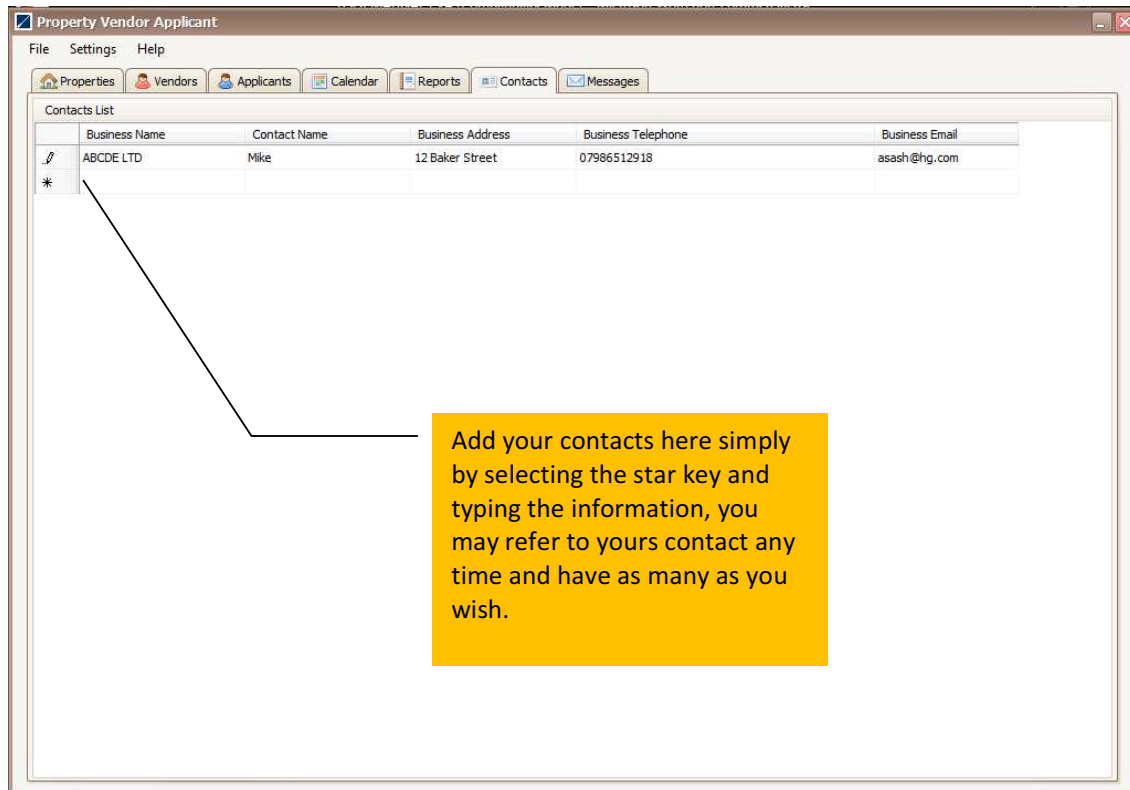 Property Vendor Applicant
File Settings Help
Properties Vendors Applicants Calendar Reports Contacts Messages
Contacts List
Business Name Contact Name Business Address Business Telephone Business Email
ABCDE LTD Mike 12 Baker Street 07986512918 asash@hg.com
*
Add your contacts here simply
by selecting the star key and
typing the information, you
may refer to yours contact any
time and have as many as you
wish.